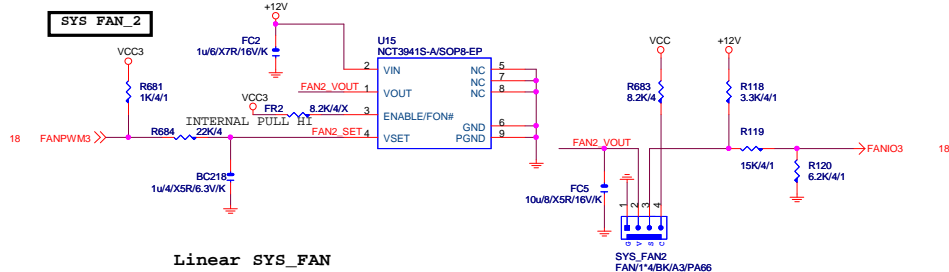 SYS FAN_2
+12V
FC2
1u/6/X7R/16V/K
U15
NCT3941S-A/SOP8-EP
VCC3
R681
1K/4/1
2 VIN
NC 5
NC 7
FAN2_VOUT 1 VOUT
NC 8
VCC3
FR2 8.2K/4/X
3 ENABLE/FON#
INTERNAL PULL HI
GND 6
18 FANPWM3
R684 22K/4
FAN2_SET 4 VSET
PGND 9
BC218
1u/4/X5R/6.3V/K
VCC
+12V
R683
8.2K/4
R118
3.3K/4/1
FAN2_VOUT
R119
15K/4/1
FANIO3 18
R120
6.2K/4/1
FC5
10u/8/X5R/16V/K
1 2 3 4
G V S C
SYS_FAN2
FAN/1*4/BK/A3/PA66
Linear SYS_FAN